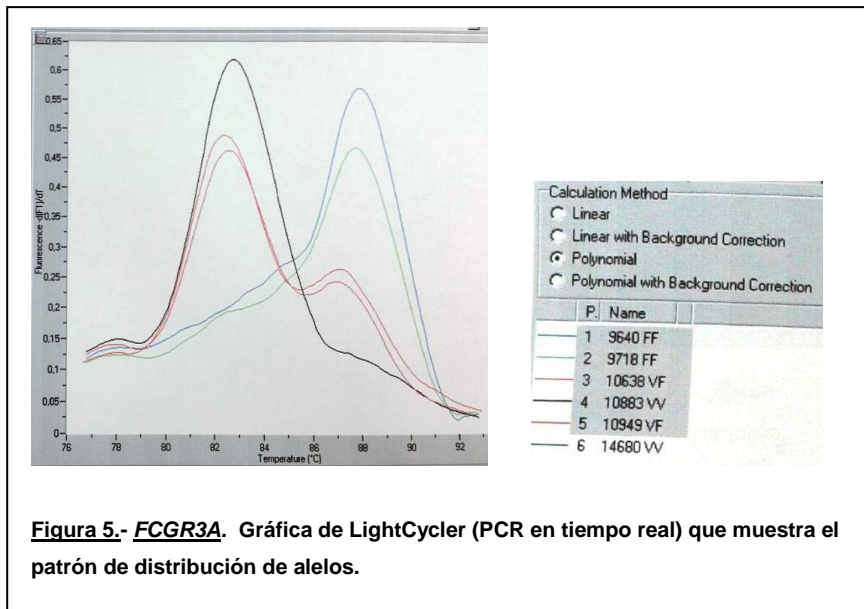 0,65
0,6
0,55
0,5
0,45
0,4
0,35
0,3
0,25
0,2
0,15
0,1
0,05
0
Fluorescence -d(F1)/dT
76 78 80 82 84 86 88 90 92
Temperature (°C)
Calculation Method
Linear
Linear with Background Correction
Polynomial
Polynomial with Background Correction
P. Name
1 9640 FF
2 9718 FF
3 10638 VF
4 10883 VV
5 10949 VF
6 14680 VV
Figura 5.- FCGR3A. Gráfica de LightCycler (PCR en tiempo real) que muestra el
patrón de distribución de alelos.